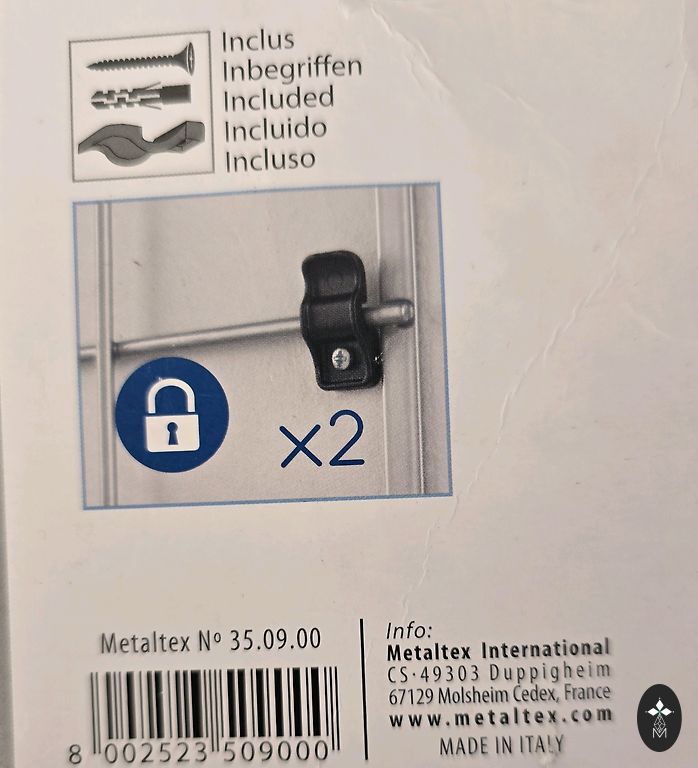 Inclus
Inbegriffen
Included
Incluido
Incluso
x2
Metaltex Nº 35.09.00
8 002523 509000
Info:
Metaltex International
CS·49303 Duppigheim
67129 Molsheim Cedex, France
www.metaltex.com
MADE IN ITALY